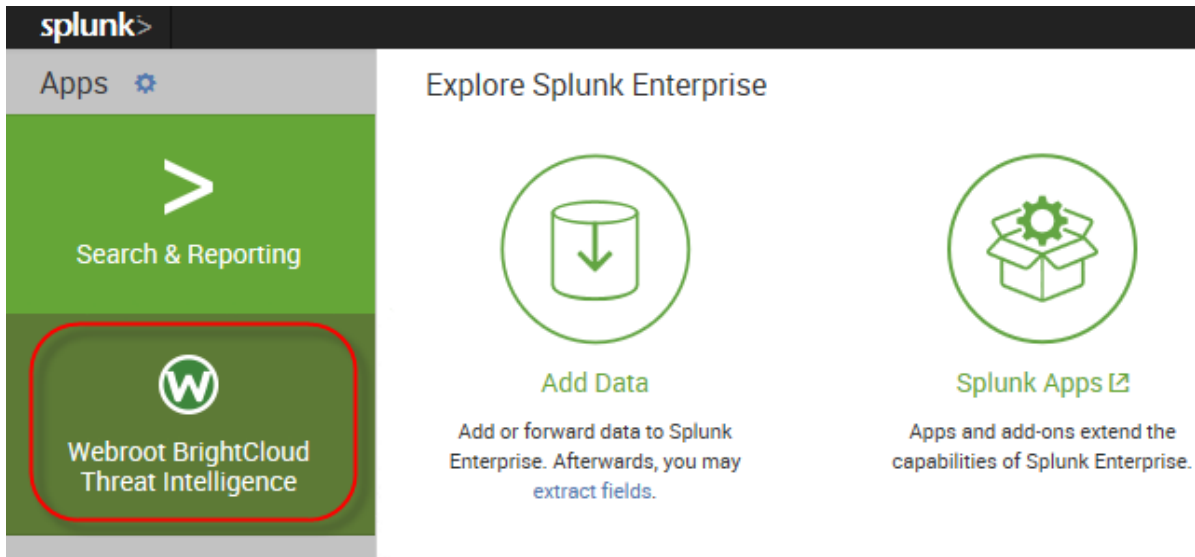 splunk>
Apps
Explore Splunk Enterprise
>
Search & Reporting
W
Webroot BrightCloud
Threat Intelligence
Add Data
Add or forward data to Splunk
Enterprise. Afterwards, you may
extract fields.
Splunk Apps
Apps and add-ons extend the
capabilities of Splunk Enterprise.